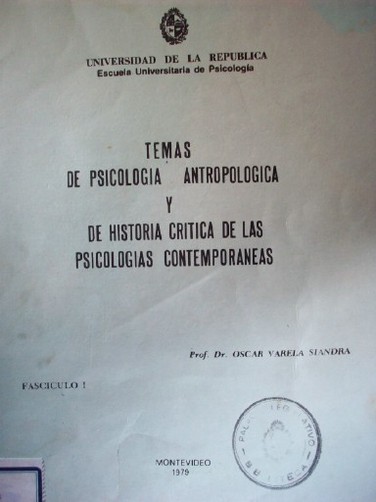 UNIVERSIDAD DE LA REPUBLICA
Escuela Universitaria de Psicología
TEMAS
DE PSICOLOGIA ANTROPOLOGICA
Y
DE HISTORIA CRITICA DE LAS
PSICOLOGIAS CONTEMPORANEAS
Prof. Dr. OSCAR VARELA SIANDRA
FASCICULO I
MONTEVIDEO
1979